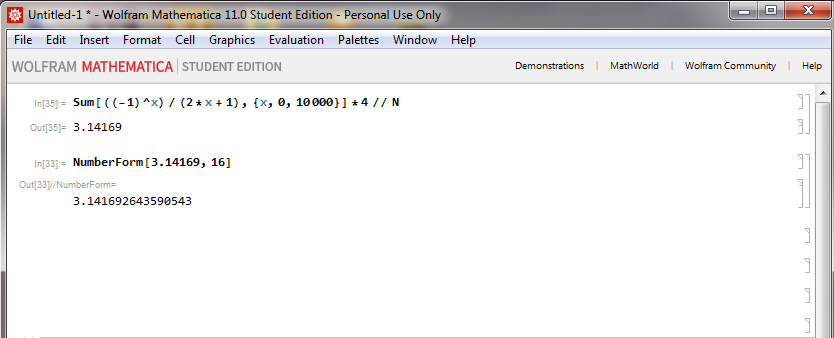 Untitled-1 * - Wolfram Mathematica 11.0 Student Edition - Personal Use Only
File Edit Insert Format Cell Graphics Evaluation Palettes Window Help
WOLFRAM MATHEMATICA | STUDENT EDITION Demonstrations | MathWorld | Wolfram Community | Help
In[35]:= Sum[((-1)^x) / (2*x+1), {x, 0, 10000}] *4 // N
Out[35]= 3.14169
In[33]:= NumberForm[3.14169, 16]
Out[33]//NumberForm=
3.141692643590543